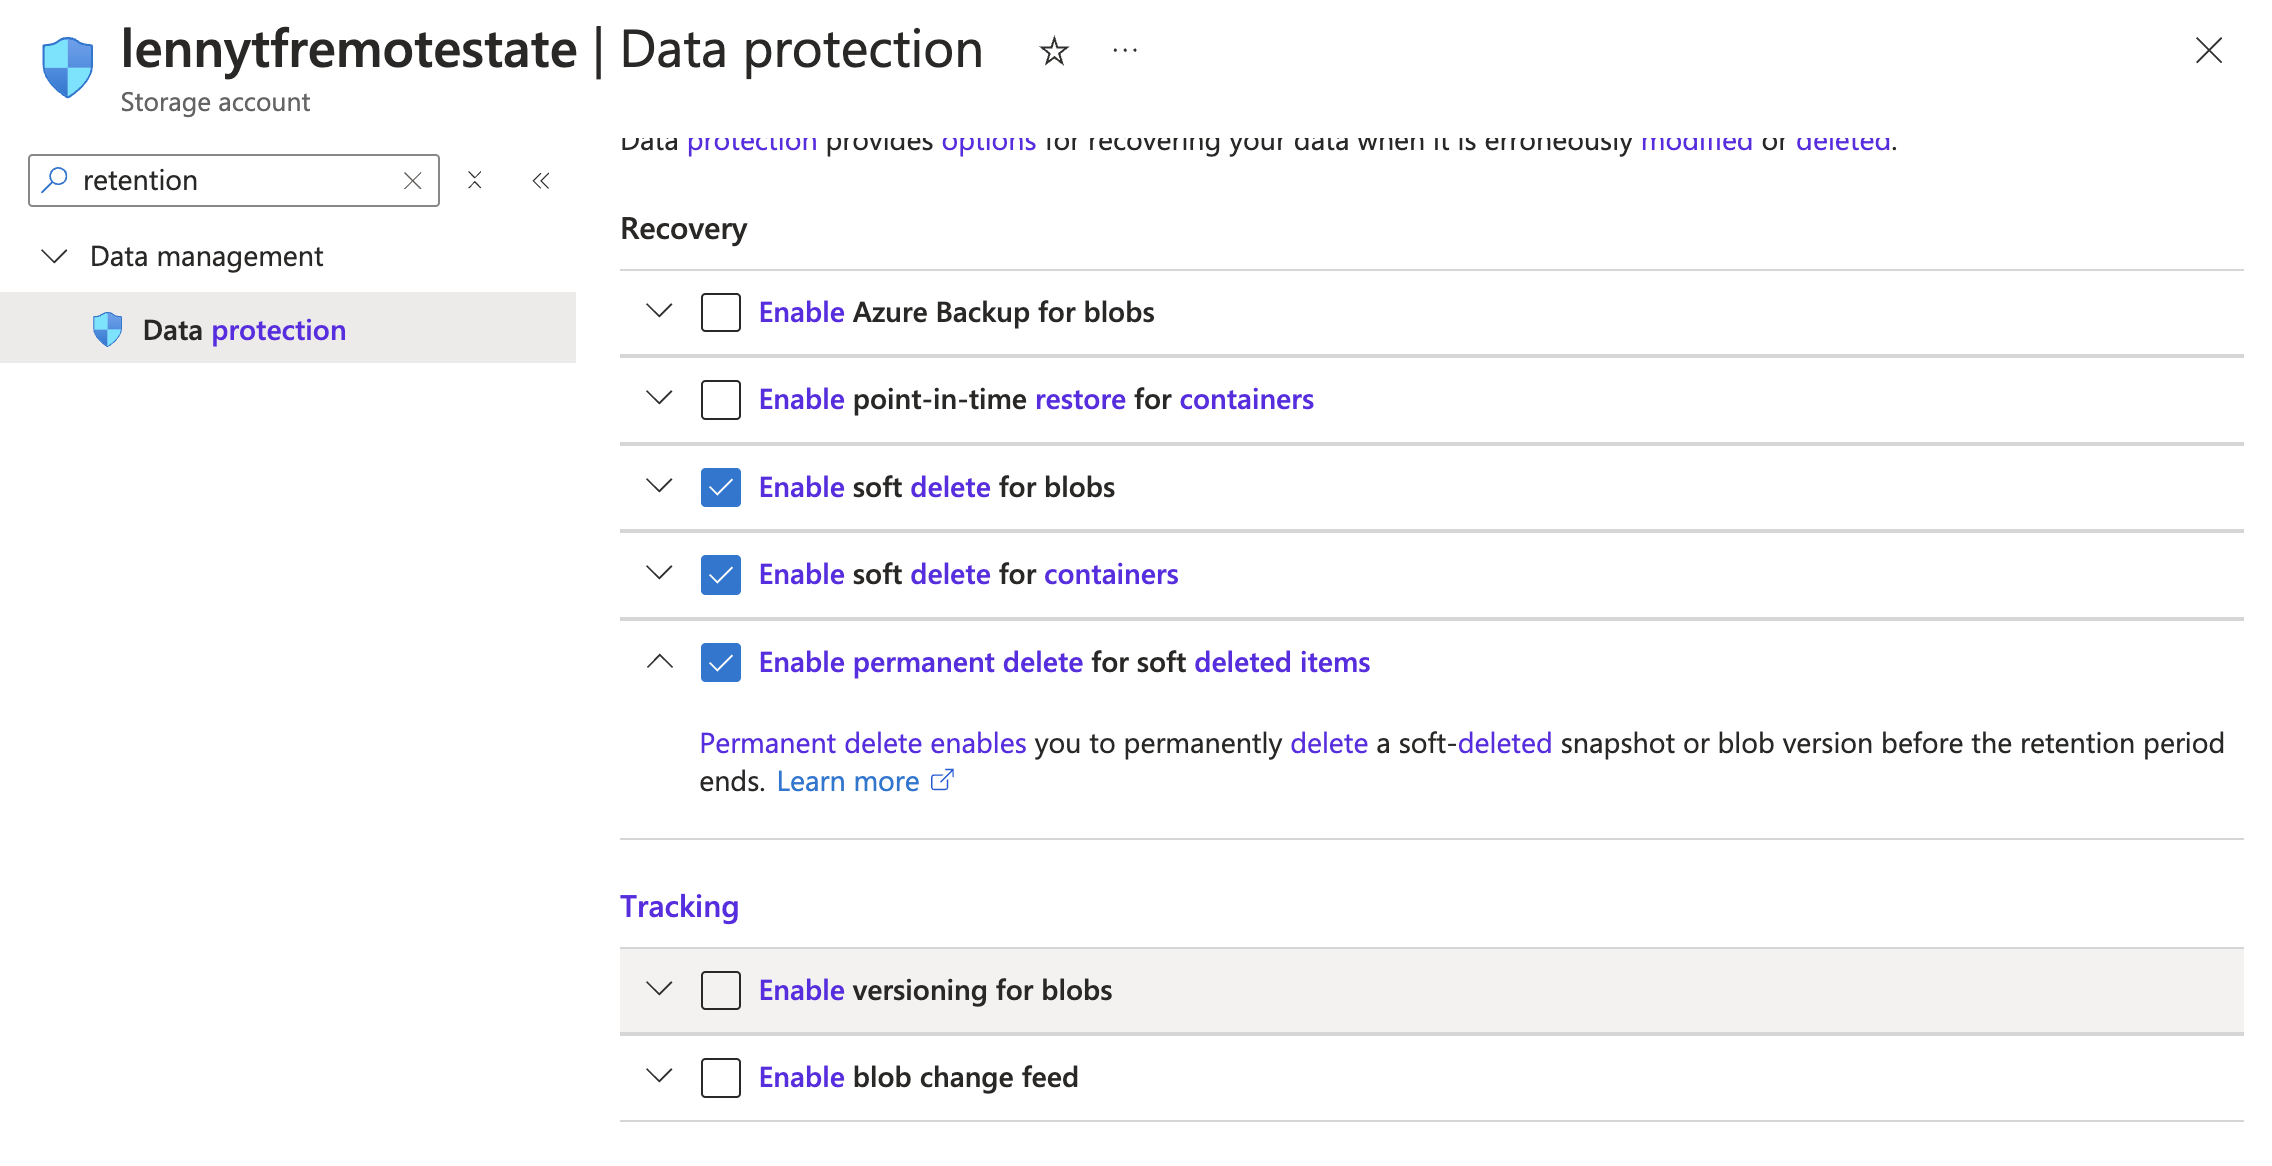 lennytfremotestate | Data protection
Storage account
retention
Data management
Data protection
Data protection provides options for recovering your data when it is erroneously modified or deleted.
Recovery
Enable Azure Backup for blobs
Enable point-in-time restore for containers
Enable soft delete for blobs
Enable soft delete for containers
Enable permanent delete for soft deleted items
Permanent delete enables you to permanently delete a soft-deleted snapshot or blob version before the retention period
ends. Learn more
Tracking
Enable versioning for blobs
Enable blob change feed